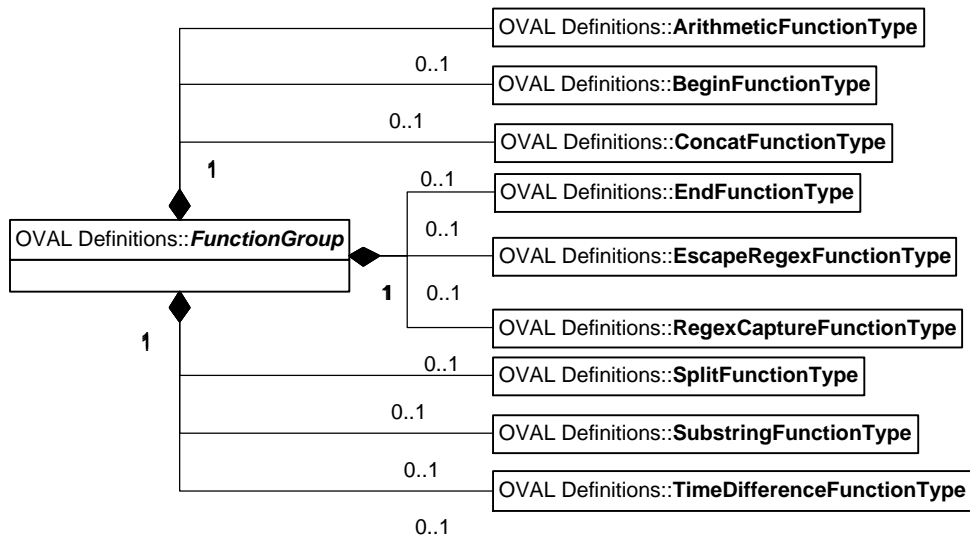 OVAL Definitions::ArithmeticFunctionType
0..1
OVAL Definitions::BeginFunctionType
0..1
OVAL Definitions::ConcatFunctionType
1
0..1
OVAL Definitions::EndFunctionType
OVAL Definitions::FunctionGroup
0..1
OVAL Definitions::EscapeRegexFunctionType
1
0..1
OVAL Definitions::RegexCaptureFunctionType
1
0..1
OVAL Definitions::SplitFunctionType
0..1
OVAL Definitions::SubstringFunctionType
0..1
OVAL Definitions::TimeDifferenceFunctionType
0..1